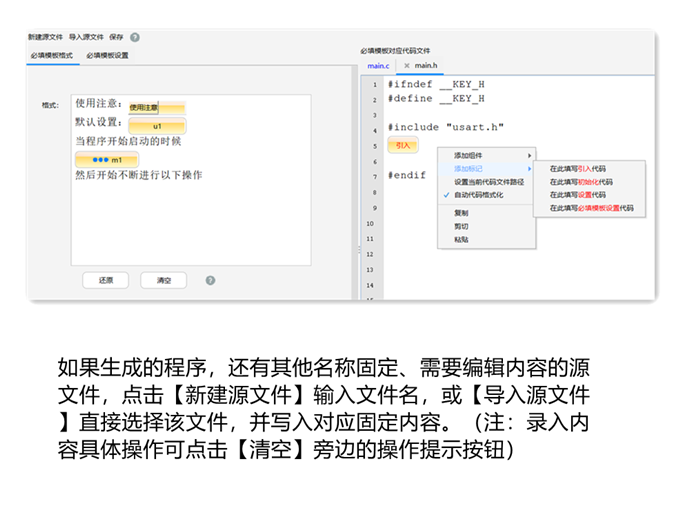 新建源文件 导入源文件 保存 ?
必填模板格式 必填模板设置
格式:
使用注意: 使用注意
默认设置: u1
当程序开始启动的时候
m1
然后开始不断进行以下操作
还原 清空 ?
必填模板对应代码文件
main.c × main.h
1 #ifndef __KEY_H
2 #define __KEY_H
3
4 #include "usart.h"
5 引入
6
7 #endif
8
9
10
11
12
13
14
添加组件
添加标记
设置当前代码文件路径
✓ 自动代码格式化
复制
剪切
粘贴
在此填写引入代码
在此填写初始化代码
在此填写设置代码
在此填写必填模板设置代码
如果生成的程序，还有其他名称固定、需要编辑内容的源
文件，点击【新建源文件】输入文件名，或【导入源文件
】直接选择该文件，并写入对应固定内容。（注：录入内
容具体操作可点击【清空】旁边的操作提示按钮）